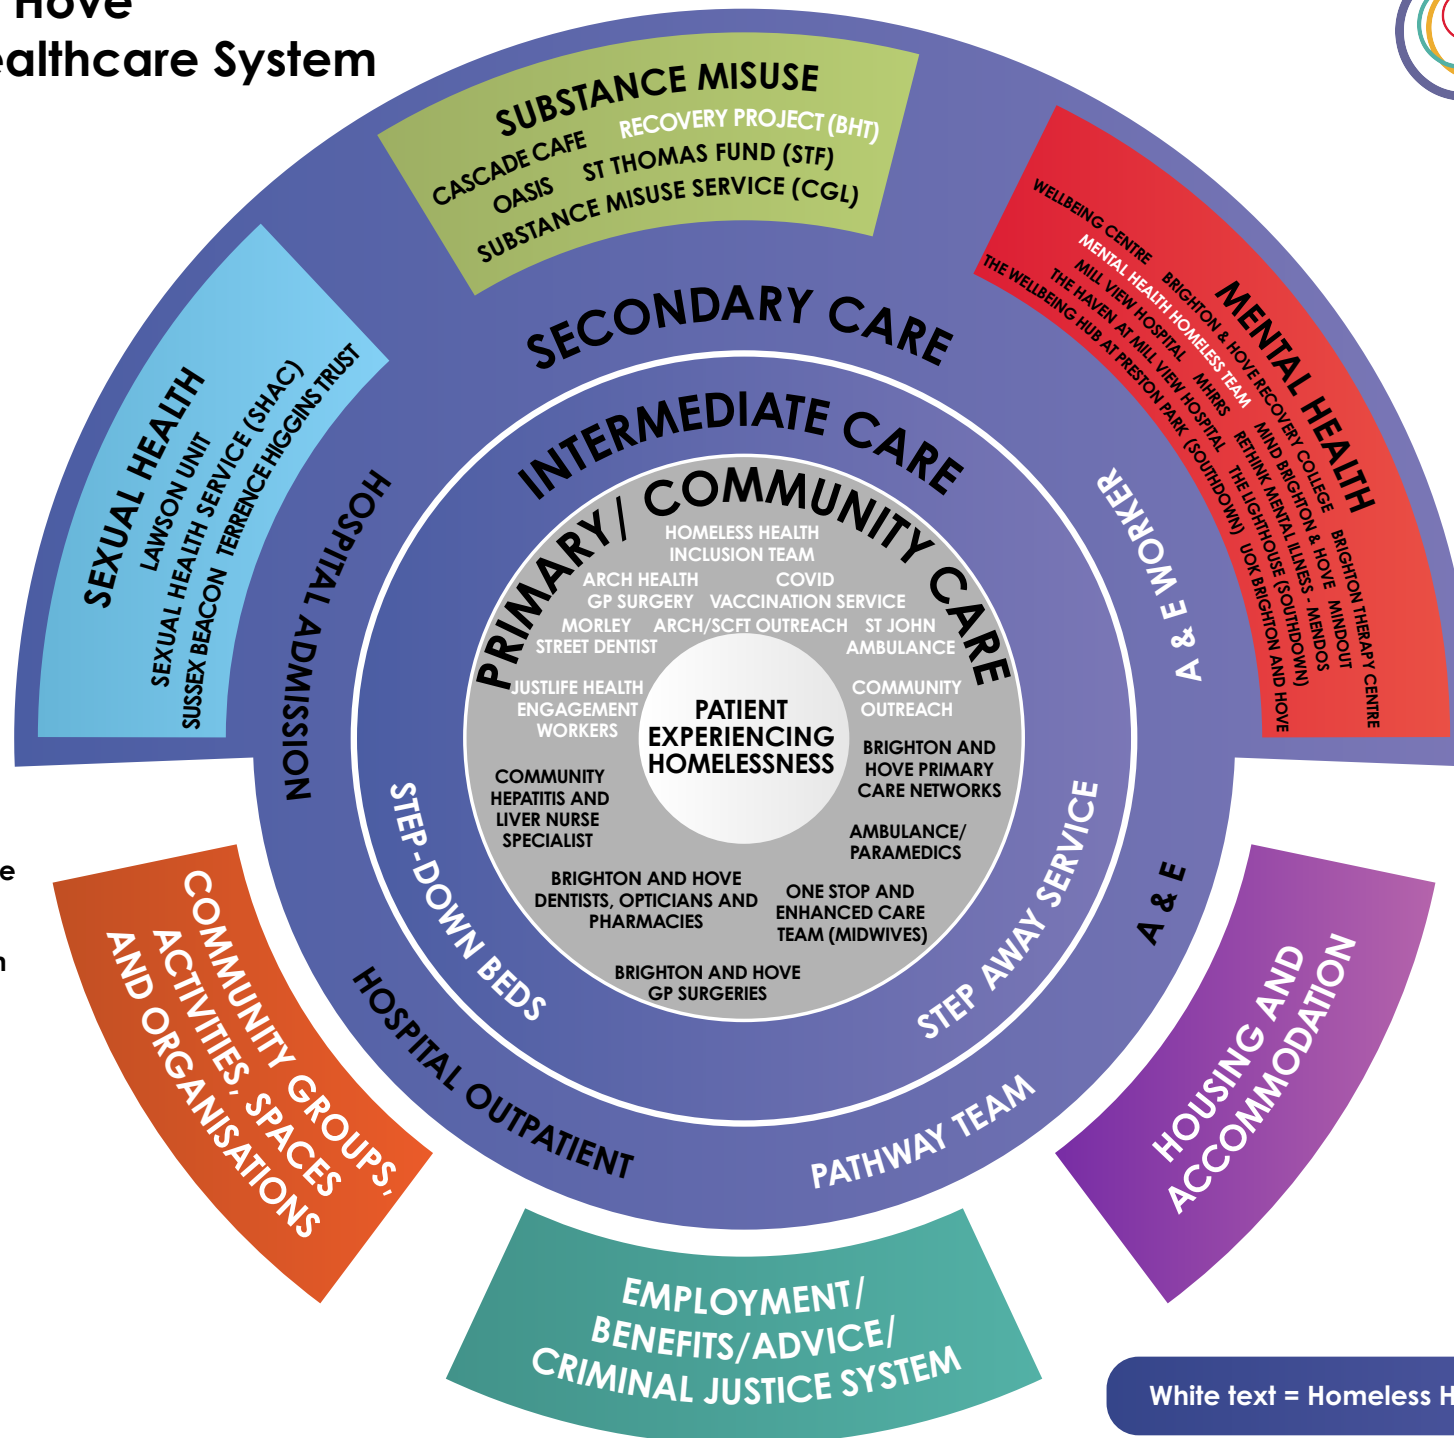 Hove
ealthcare System
SUBSTANCE MISUSE
CASCADE CAFE RECOVERY PROJECT (BHT)
OASIS ST THOMAS FUND (STF)
SUBSTANCE MISUSE SERVICE (CGL)
MENTAL HEALTH
WELLBEING CENTRE BRIGHTON & HOVE RECOVERY COLLEGE BRIGHTON THERAPY CENTRE
MENTAL HEALTH HOMELESS TEAM MIND BRIGHTON & HOVE MINDOUT
MILL VIEW HOSPITAL MHRRS RETHINK MENTAL ILLNESS - MENDOS
THE HAVEN AT MILL VIEW HOSPITAL THE LIGHTHOUSE (SOUTHDOWN)
THE WELLBEING HUB AT PRESTON PARK (SOUTHDOWN) UOK BRIGHTON AND HOVE
SEXUAL HEALTH
LAWSON UNIT
SEXUAL HEALTH SERVICE (SHAC)
SUSSEX BEACON TERRENCE HIGGINS TRUST
SECONDARY CARE
HOSPITAL ADMISSION
A & E WORKER
A & E
HOSPITAL OUTPATIENT
PATHWAY TEAM
INTERMEDIATE CARE
STEP-DOWN BEDS
STEP AWAY SERVICE
PRIMARY/ COMMUNITY CARE
HOMELESS HEALTH
INCLUSION TEAM
ARCH HEALTH
GP SURGERY
COVID
VACCINATION SERVICE
MORLEY
STREET DENTIST
ARCH/SCFT OUTREACH
ST JOHN
AMBULANCE
JUSTLIFE HEALTH
ENGAGEMENT
WORKERS
PATIENT
EXPERIENCING
HOMELESSNESS
COMMUNITY
OUTREACH
BRIGHTON AND
HOVE PRIMARY
CARE NETWORKS
COMMUNITY
HEPATITIS AND
LIVER NURSE
SPECIALIST
AMBULANCE/
PARAMEDICS
BRIGHTON AND HOVE
DENTISTS, OPTICIANS AND
PHARMACIES
ONE STOP AND
ENHANCED CARE
TEAM (MIDWIVES)
BRIGHTON AND HOVE
GP SURGERIES
e
n
COMMUNITY GROUPS,
ACTIVITIES, SPACES
AND ORGANISATIONS
HOUSING AND
ACCOMMODATION
EMPLOYMENT/
BENEFITS/ADVICE/
CRIMINAL JUSTICE SYSTEM
White text = Homeless H